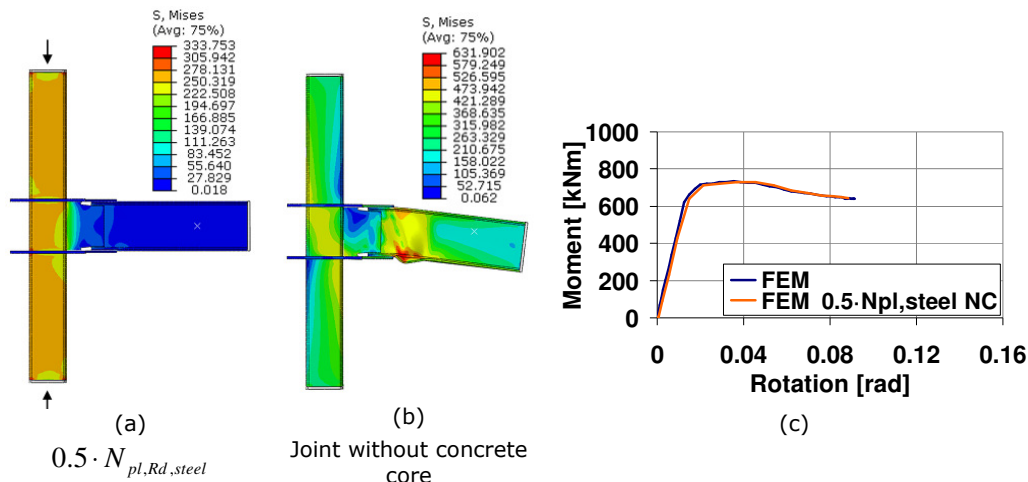 S, Mises
(Avg: 75%)
333.753
305.942
278.131
250.319
222.508
194.697
166.885
139.074
111.263
83.452
55.640
27.829
0.018
S, Mises
(Avg: 75%)
631.902
579.249
526.595
473.942
421.289
368.635
315.982
263.329
210.675
158.022
105.369
52.715
0.062
Moment [kNm]
1000
800
600
400
200
0
FEM
FEM 0.5·Npl,steel NC
0 0.04 0.08 0.12 0.16
Rotation [rad]
(a)
0.5 · N pl,Rd,steel
(b)
Joint without concrete
core
(c)